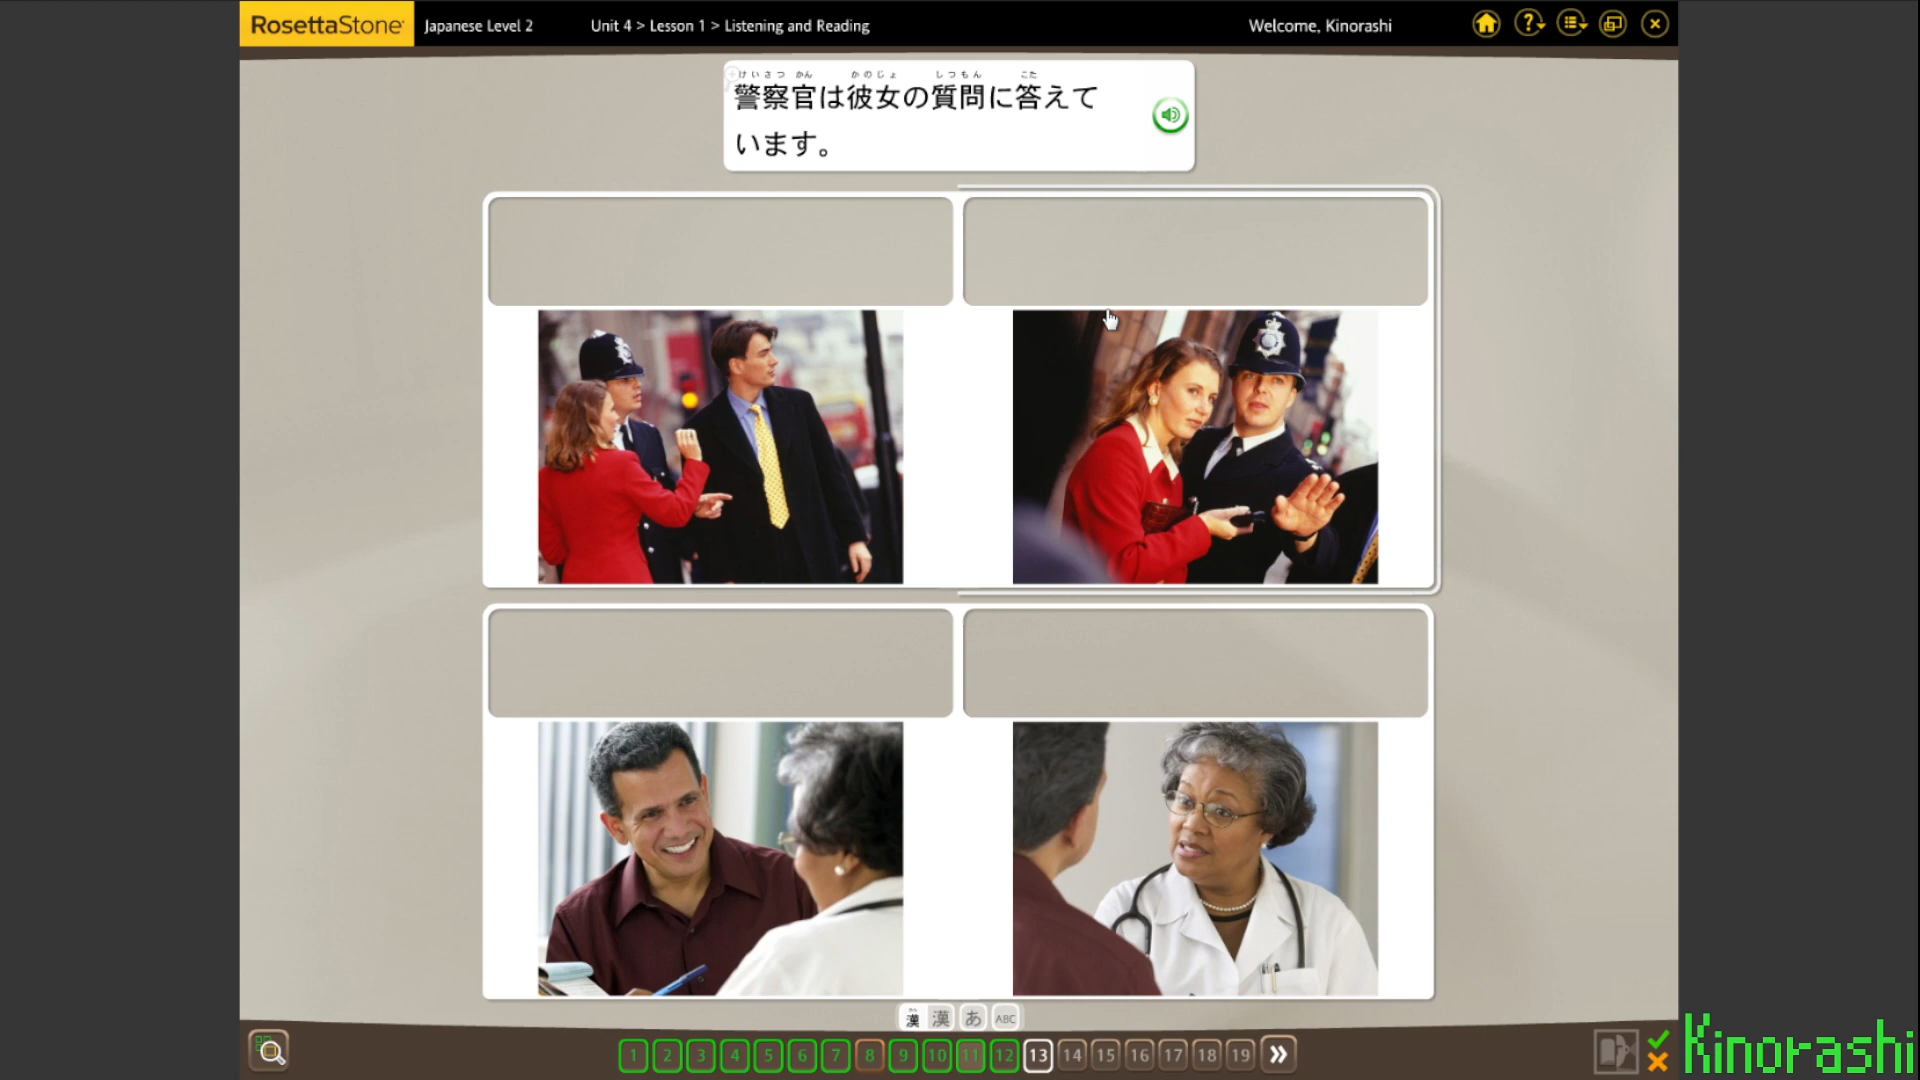 RosettaStone Japanese Level 2 Unit 4 > Lesson 1 > Listening and Reading Welcome, Kinorashi
けいさつ かん かのじょ しつもん こた
警察官は彼女の質問に答えて
います。
漢 漢 あ ABC
1 2 3 4 5 6 7 8 9 10 11 12 13 14 15 16 17 18 19
Kinorashi